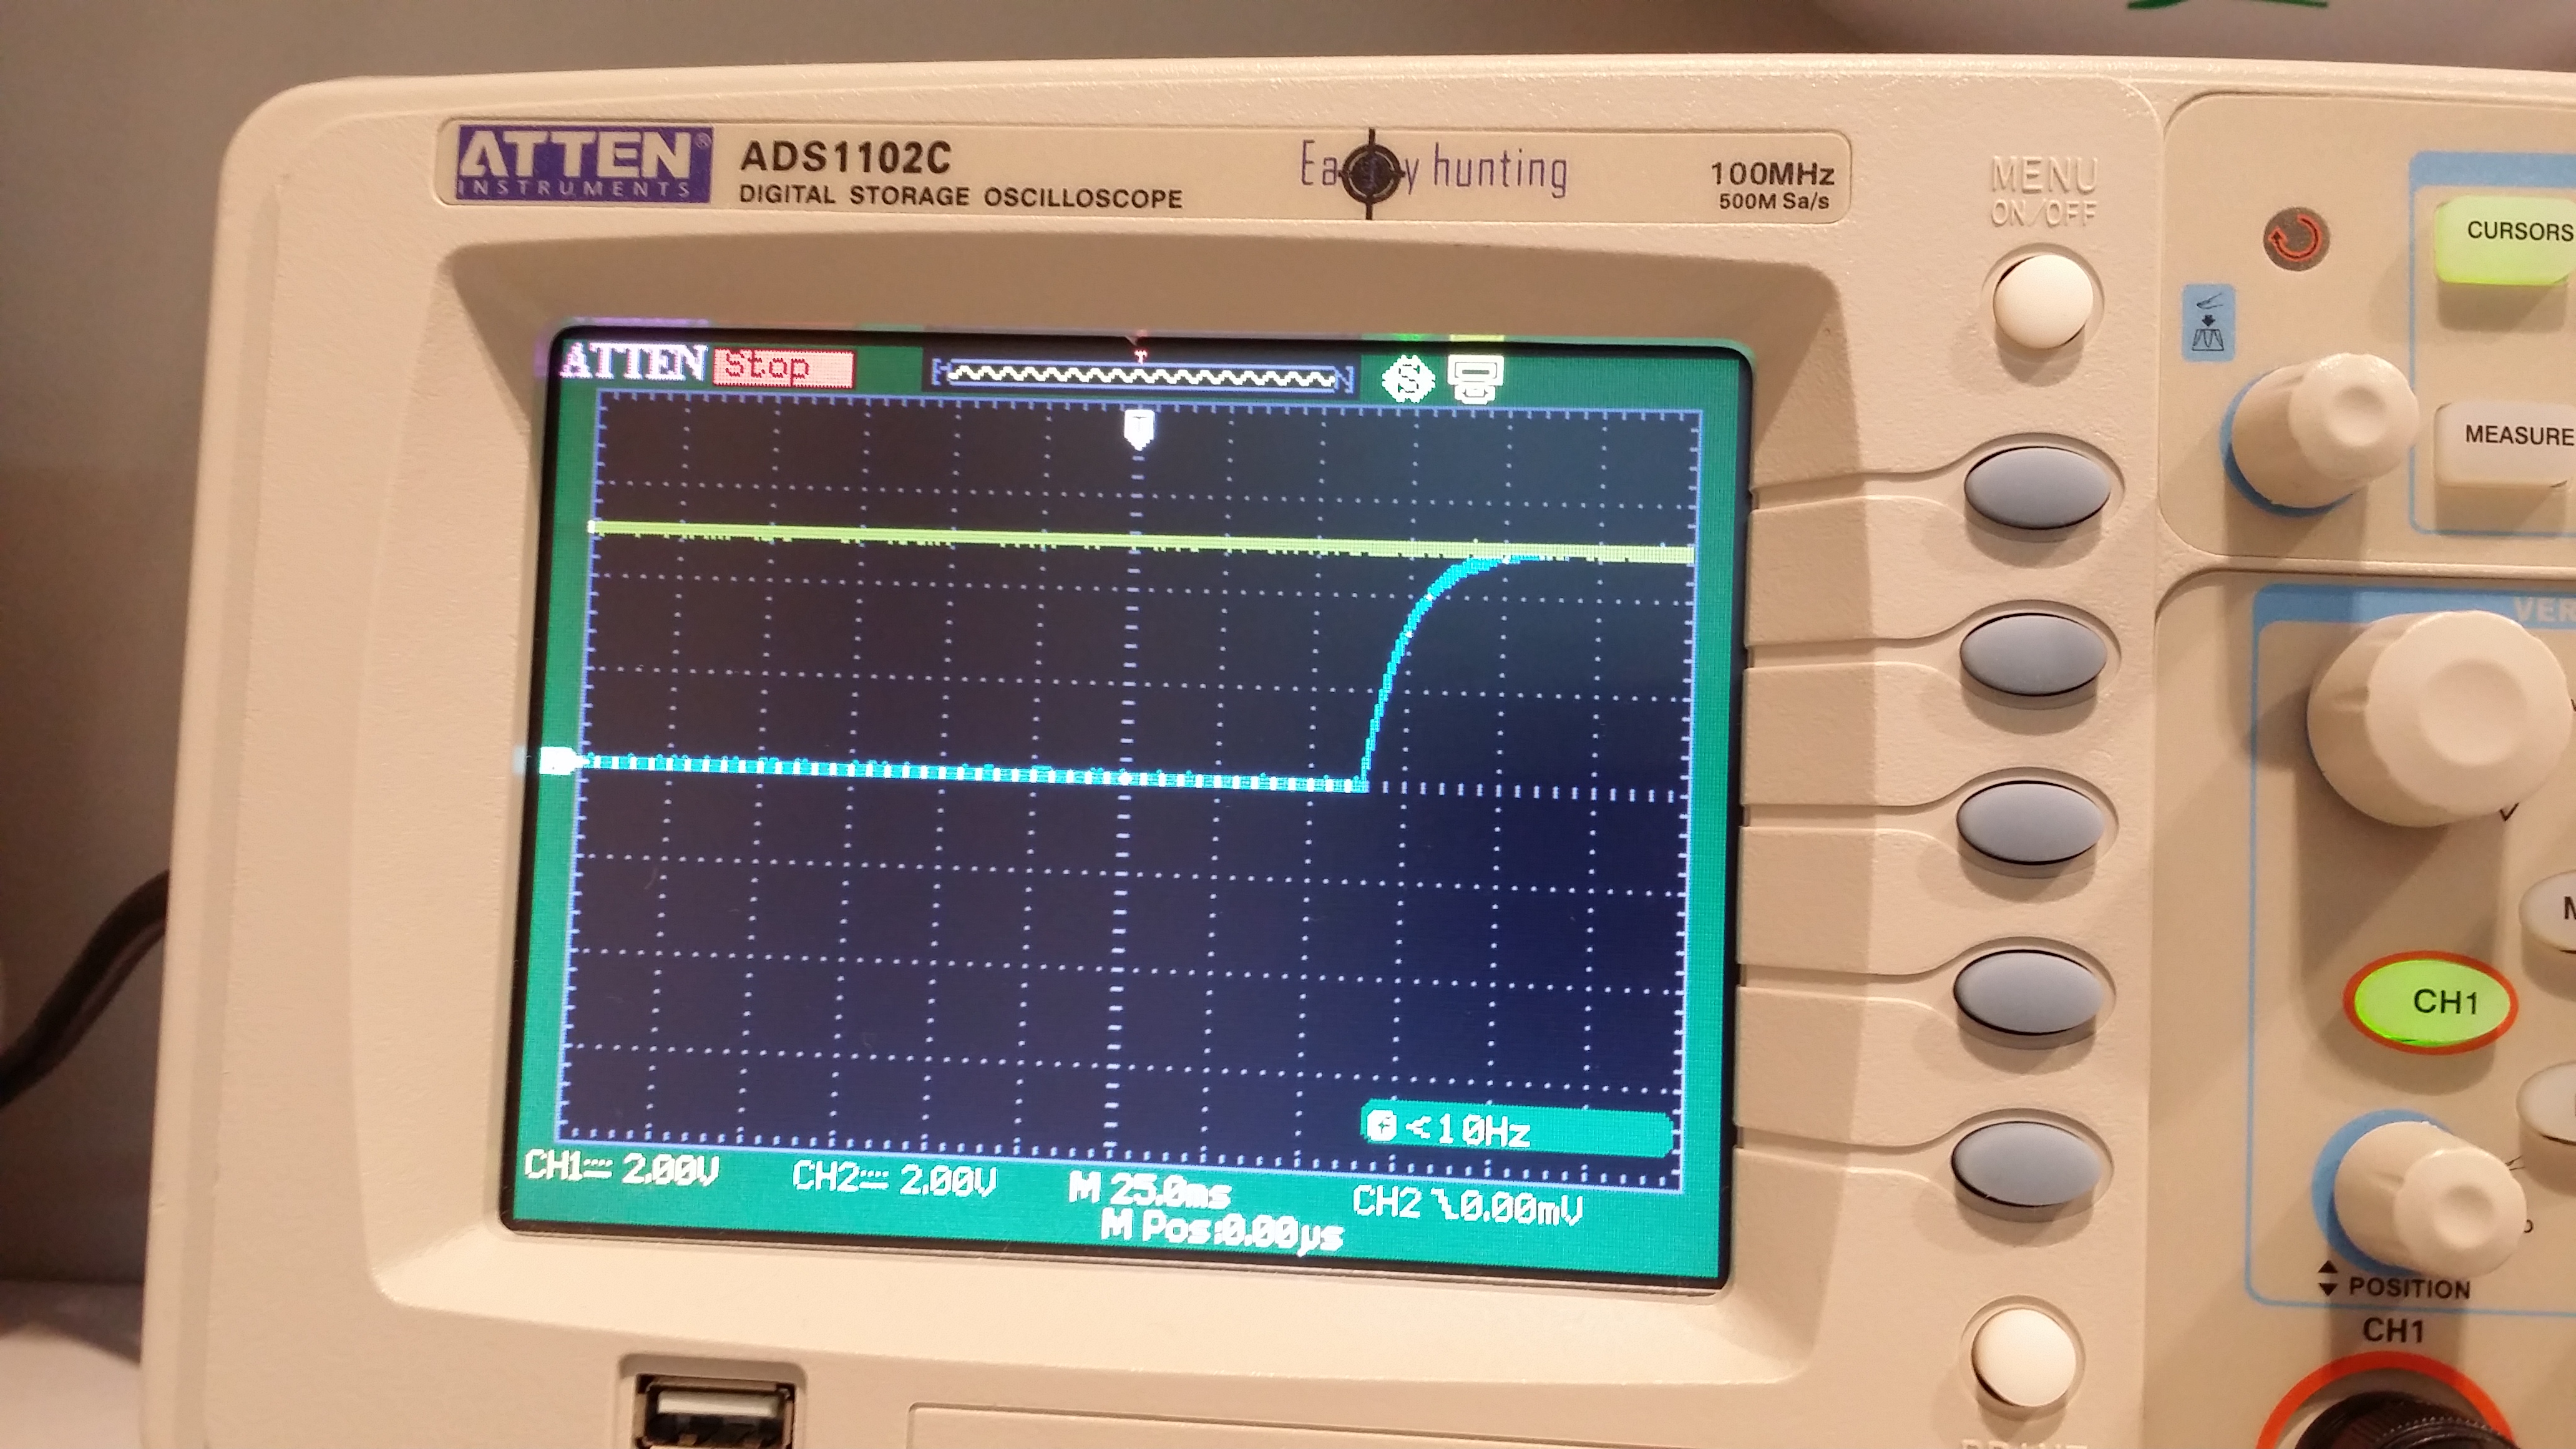 ATTEN®
INSTRUMENTS
ADS1102C
DIGITAL STORAGE OSCILLOSCOPE
Ea y hunting
100MHz
500M Sa/s
MENU
ON/OFF
CURSORS
MEASURE
ATTEN Stop
T
S
T
<10Hz
CH1 2.00V CH2 2.00V M 25.0ms CH2 0.00mV
M Pos:0.00µs
CH1
POSITION
CH1